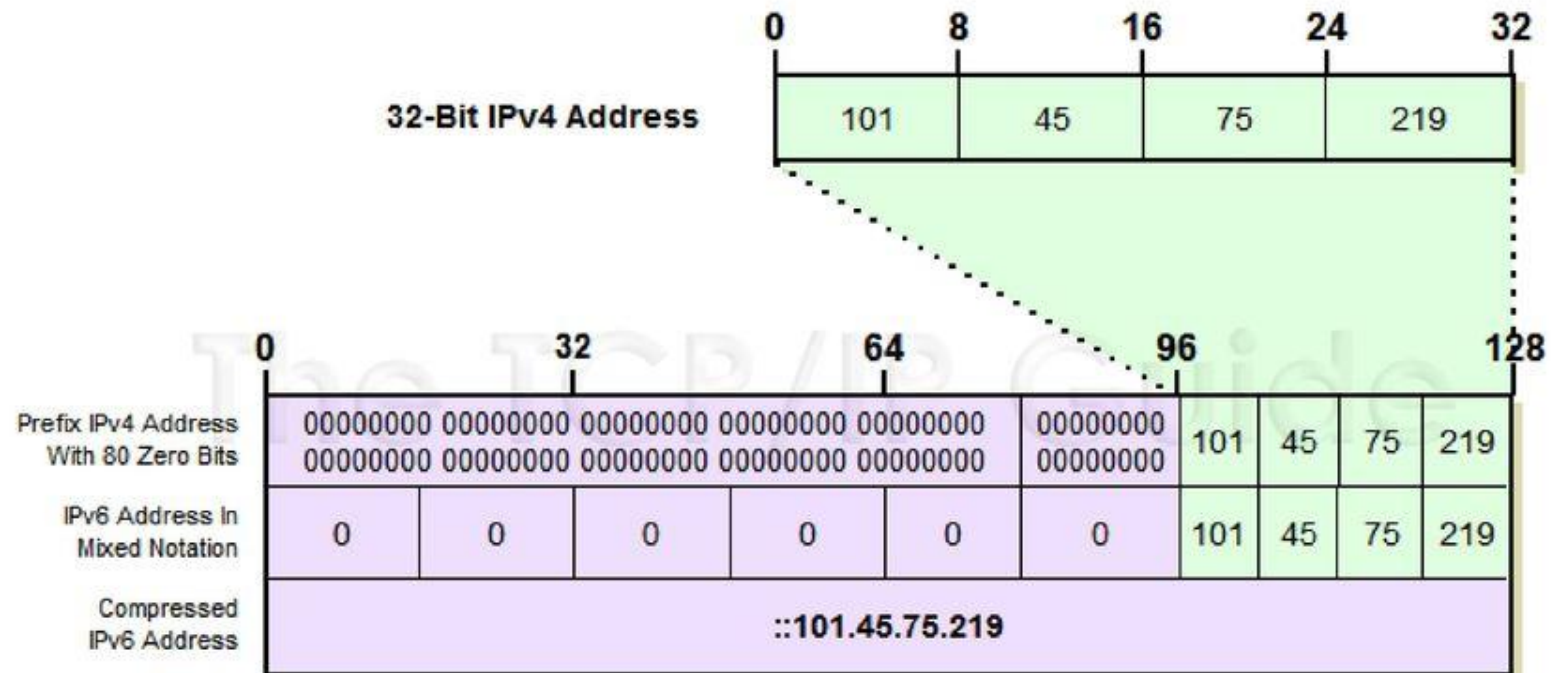 0 8 16 24 32
32-Bit IPv4 Address 101 45 75 219
The TCP/IP Guide
0 32 64 96 128
Prefix IPv4 Address 00000000 00000000 00000000 00000000 00000000 00000000 101 45 75 219
With 80 Zero Bits 00000000 00000000 00000000 00000000 00000000 00000000
IPv6 Address In
Mixed Notation 0 0 0 0 0 0 101 45 75 219
Compressed
IPv6 Address ::101.45.75.219